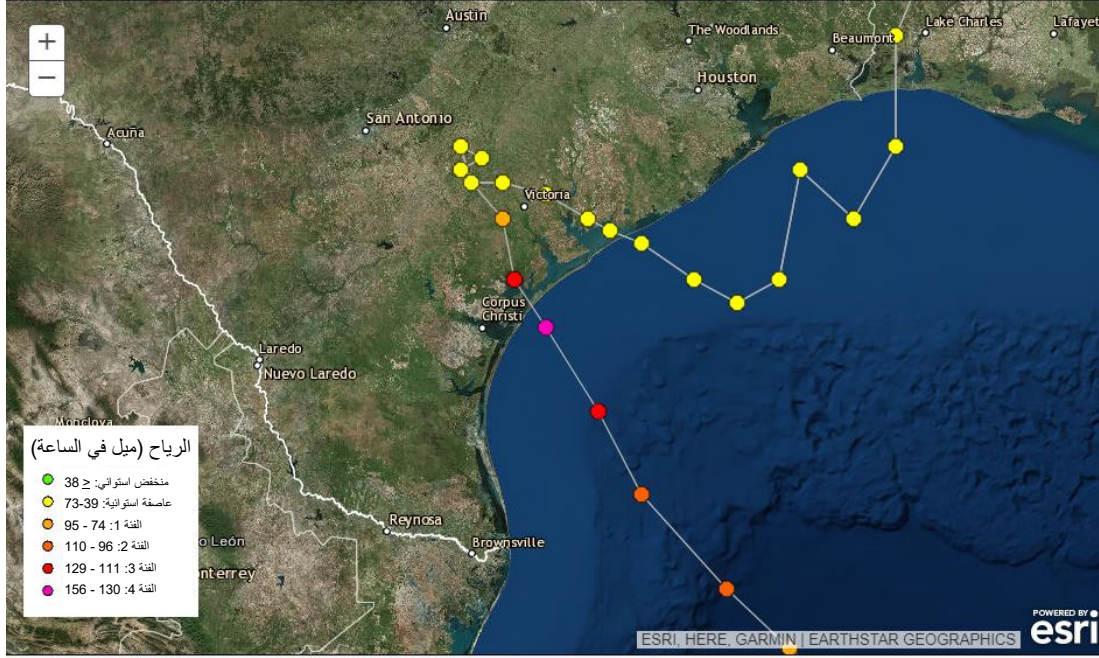 +
−
Austin
The Woodlands
Beaumont
Lake Charles
Lafayet
Houston
San Antonio
Acuña
Victoria
Corpus
Christi
Laredo
Nuevo Laredo
Monclova
الرياح (ميل في الساعة)
منخفض استوائي: ≤ 38
عاصفة استوائية: 39-73
الفئة 1: 74 - 95
الفئة 2: 96 - 110
الفئة 3: 111 - 129
الفئة 4: 130 - 156
Reynosa
Brownsville
o León
nterrey
POWERED BY
esri
ESRI, HERE, GARMIN | EARTHSTAR GEOGRAPHICS